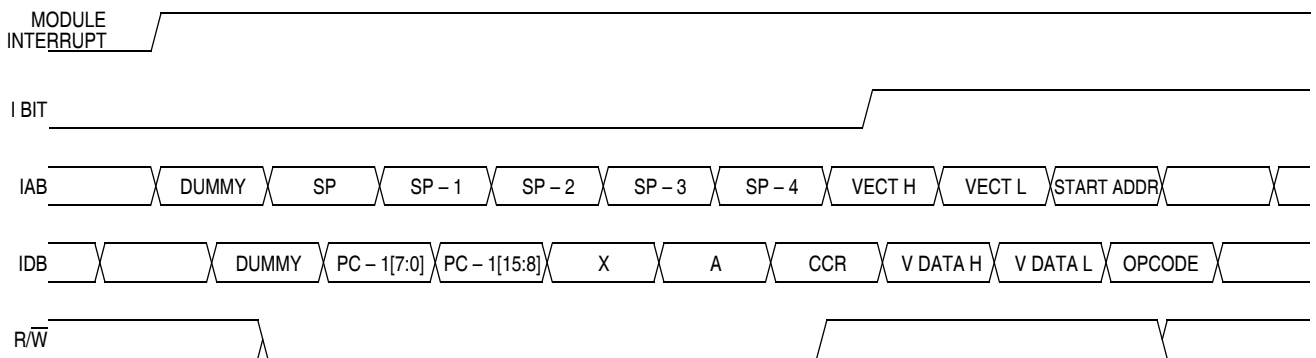 MODULE
INTERRUPT
I BIT
IAB DUMMY SP SP – 1 SP – 2 SP – 3 SP – 4 VECT H VECT L START ADDR
IDB DUMMY PC – 1[7:0] PC – 1[15:8] X A CCR V DATA H V DATA L OPCODE
R/W̅